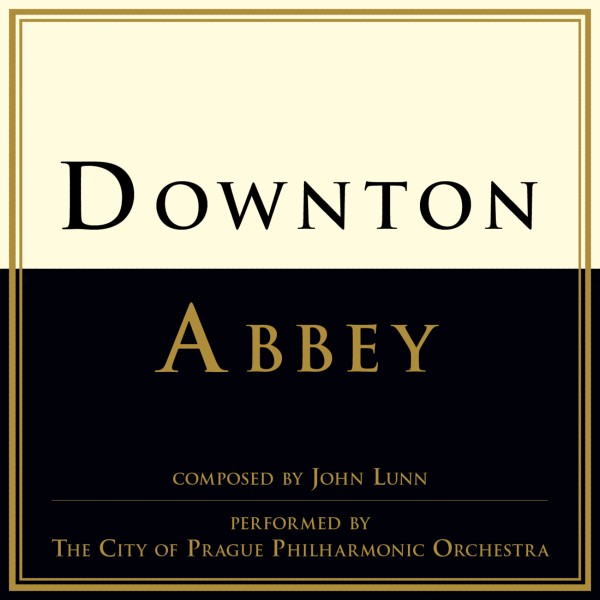 Downton
Abbey
composed by John Lunn
performed by
The City of Prague Philharmonic Orchestra